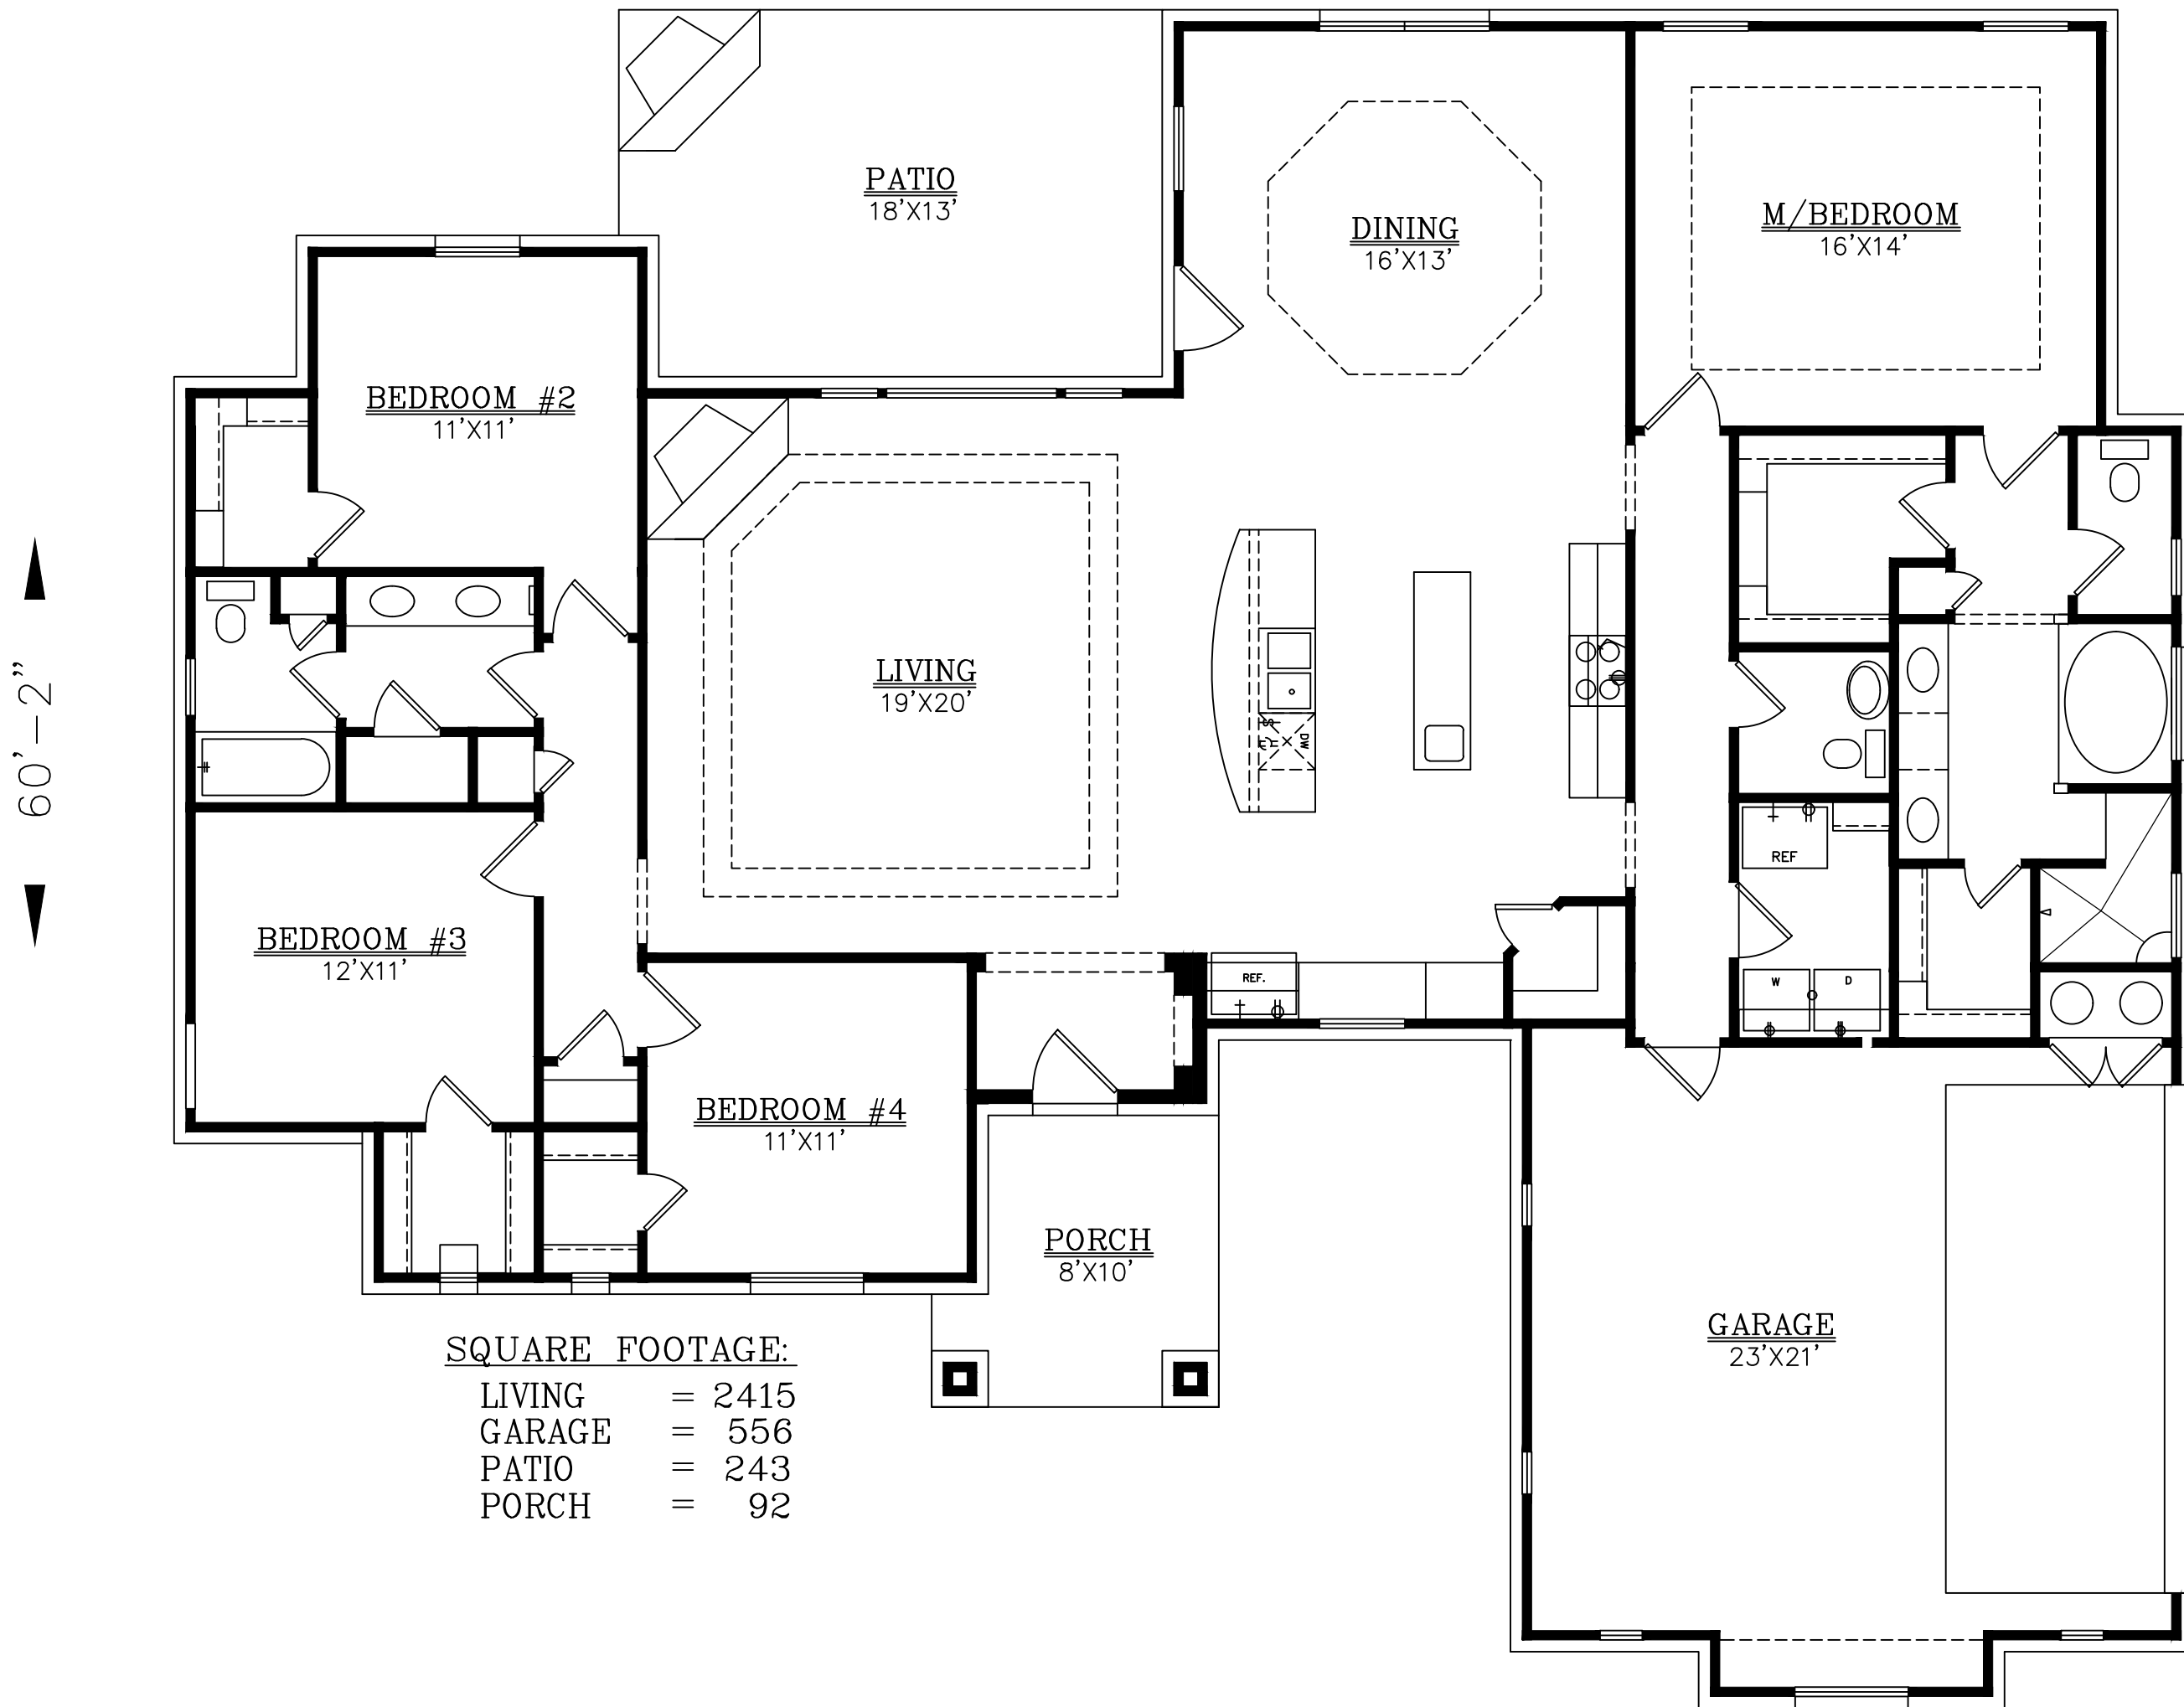 PATIO
18'X13'
DINING
16'X13'
M/BEDROOM
16'X14'
BEDROOM #2
11'X11'
LIVING
19'X20'
60'-2"
DW
REF
BEDROOM #3
12'X11'
REF.
W
D
BEDROOM #4
11'X11'
PORCH
8'X10'
GARAGE
23'X21'
SQUARE FOOTAGE:
LIVING = 2415
GARAGE = 556
PATIO = 243
PORCH = 92